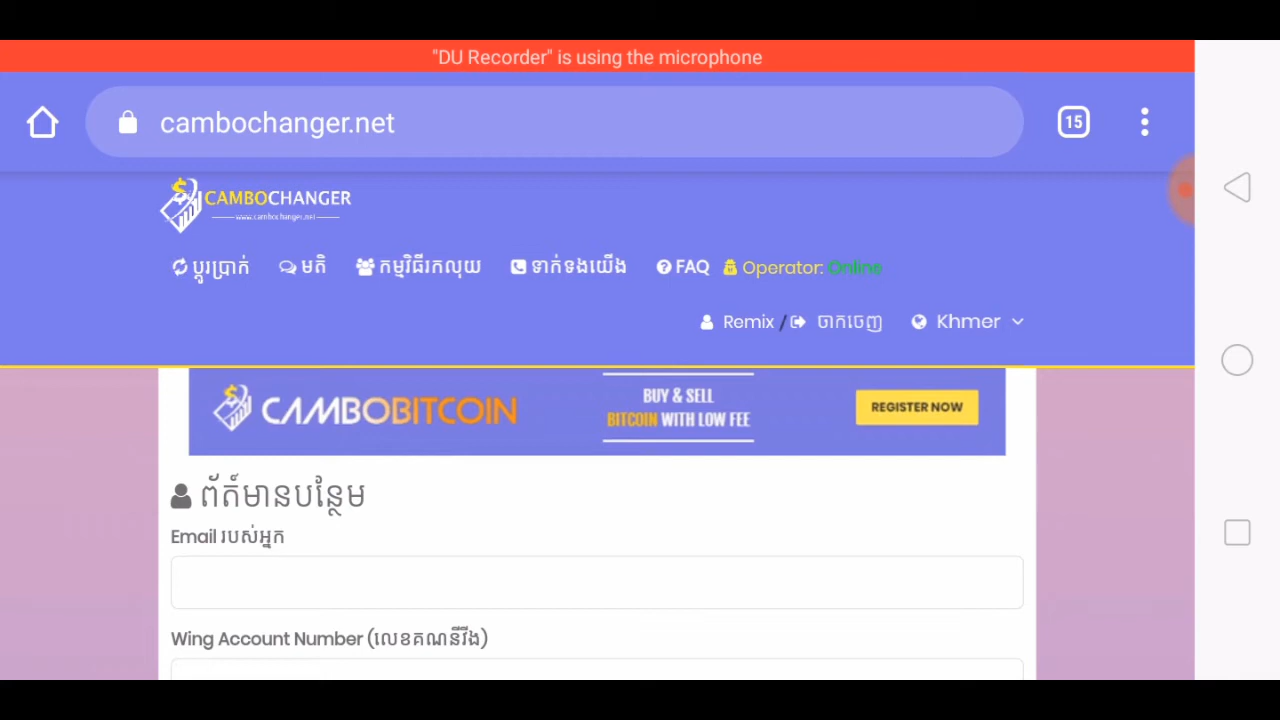 "DU Recorder" is using the microphone
cambochanger.net
15
CAMBOCHANGER
www.cambochanger.net
ប្តូរប្រាក់ មតិ កម្មវិធីរកលុយ ទាក់ទងយើង FAQ Operator: Online
Remix / ចាកចេញ Khmer
CAMBOBITCOIN
BUY & SELL
BITCOIN WITH LOW FEE
REGISTER NOW
ព័ត៍មានបន្ថែម
Email របស់អ្នក
Wing Account Number (លេខគណនីវីង)